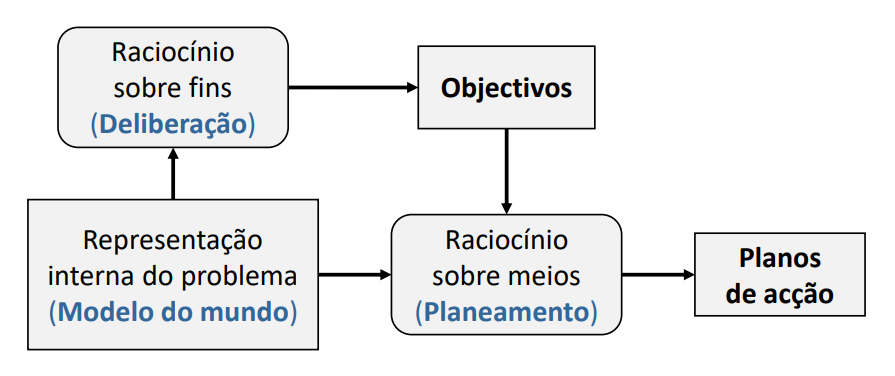 Raciocínio
sobre fins
(Deliberação)
Objectivos
Representação
interna do problema
(Modelo do mundo)
Raciocínio
sobre meios
(Planeamento)
Planos
de acção